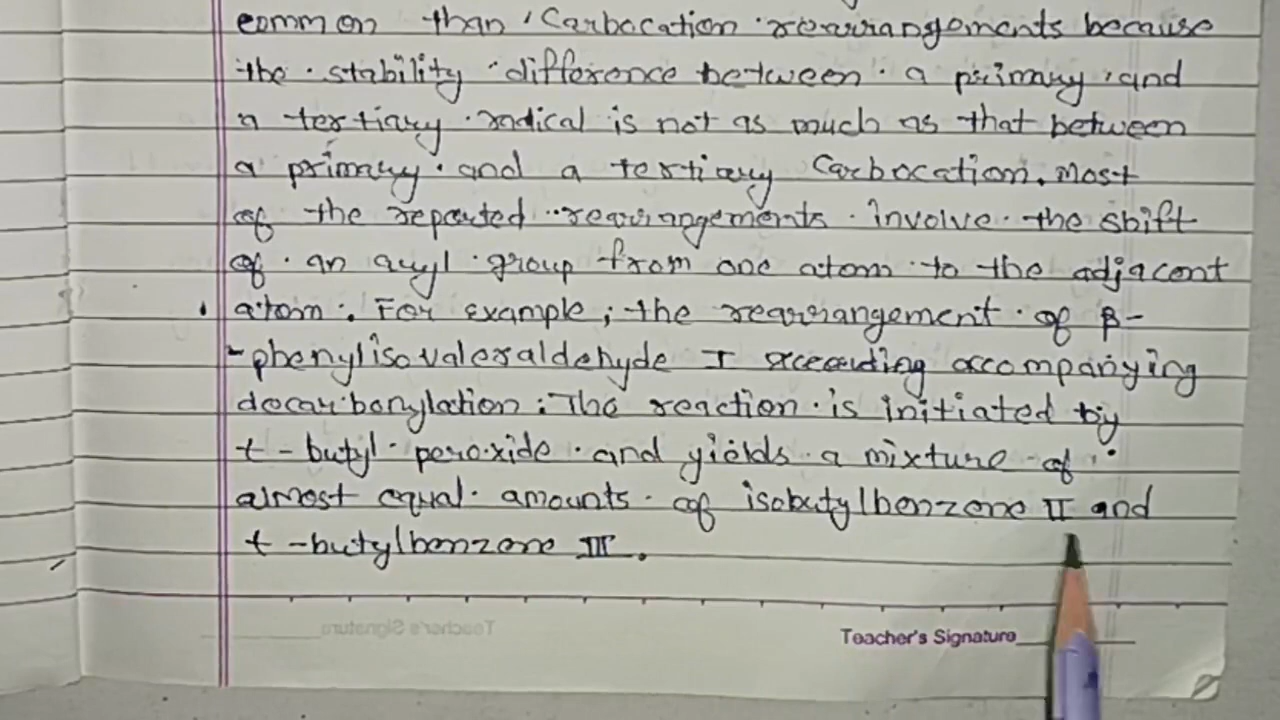 common than carbocation rearrangements because
the stability difference between a primary and
a tertiary radical is not as much as that between
a primary and a tertiary carbocation. Most
of the reported rearrangements involve the shift
of an aryl group from one atom to the adjacent
atom. For example, the rearrangement of β-
-phenylisovaleraldehyde I accompanying
decarbonylation. The reaction is initiated by
t-butyl peroxide and yields a mixture of
almost equal amounts of isobutylbenzene II and
t-butylbenzene III.
Teacher's Signature
Teacher's Signature